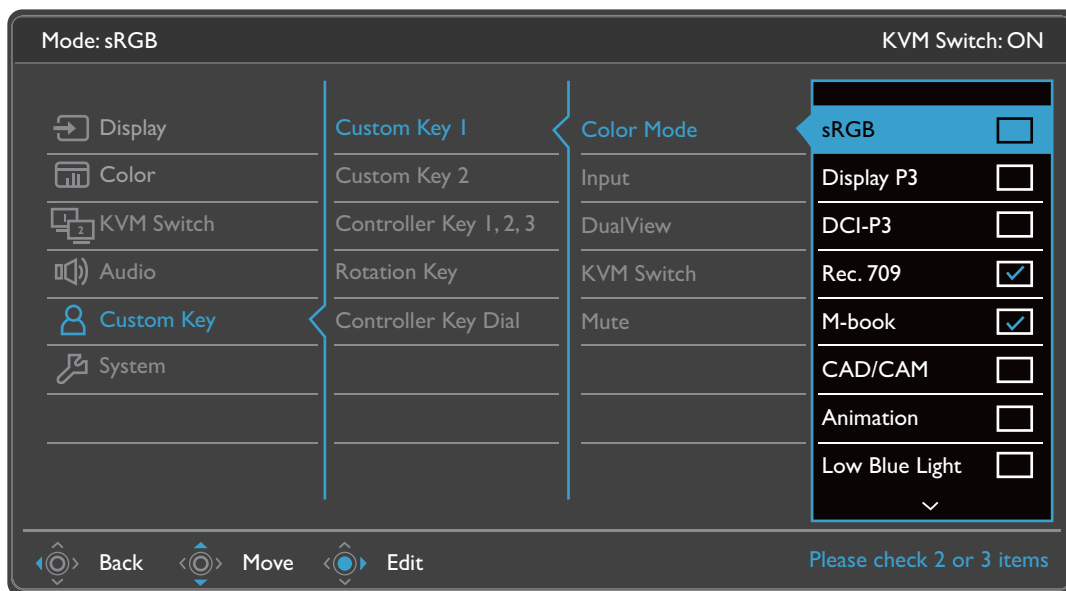 Mode: sRGB
KVM Switch: ON
Display
Color
1
2
KVM Switch
Audio
Custom Key
System
Custom Key 1
Custom Key 2
Controller Key 1, 2, 3
Rotation Key
Controller Key Dial
Color Mode
Input
DualView
KVM Switch
Mute
sRGB
Display P3
DCI-P3
Rec. 709
M-book
CAD/CAM
Animation
Low Blue Light
Back
Move
Edit
Please check 2 or 3 items